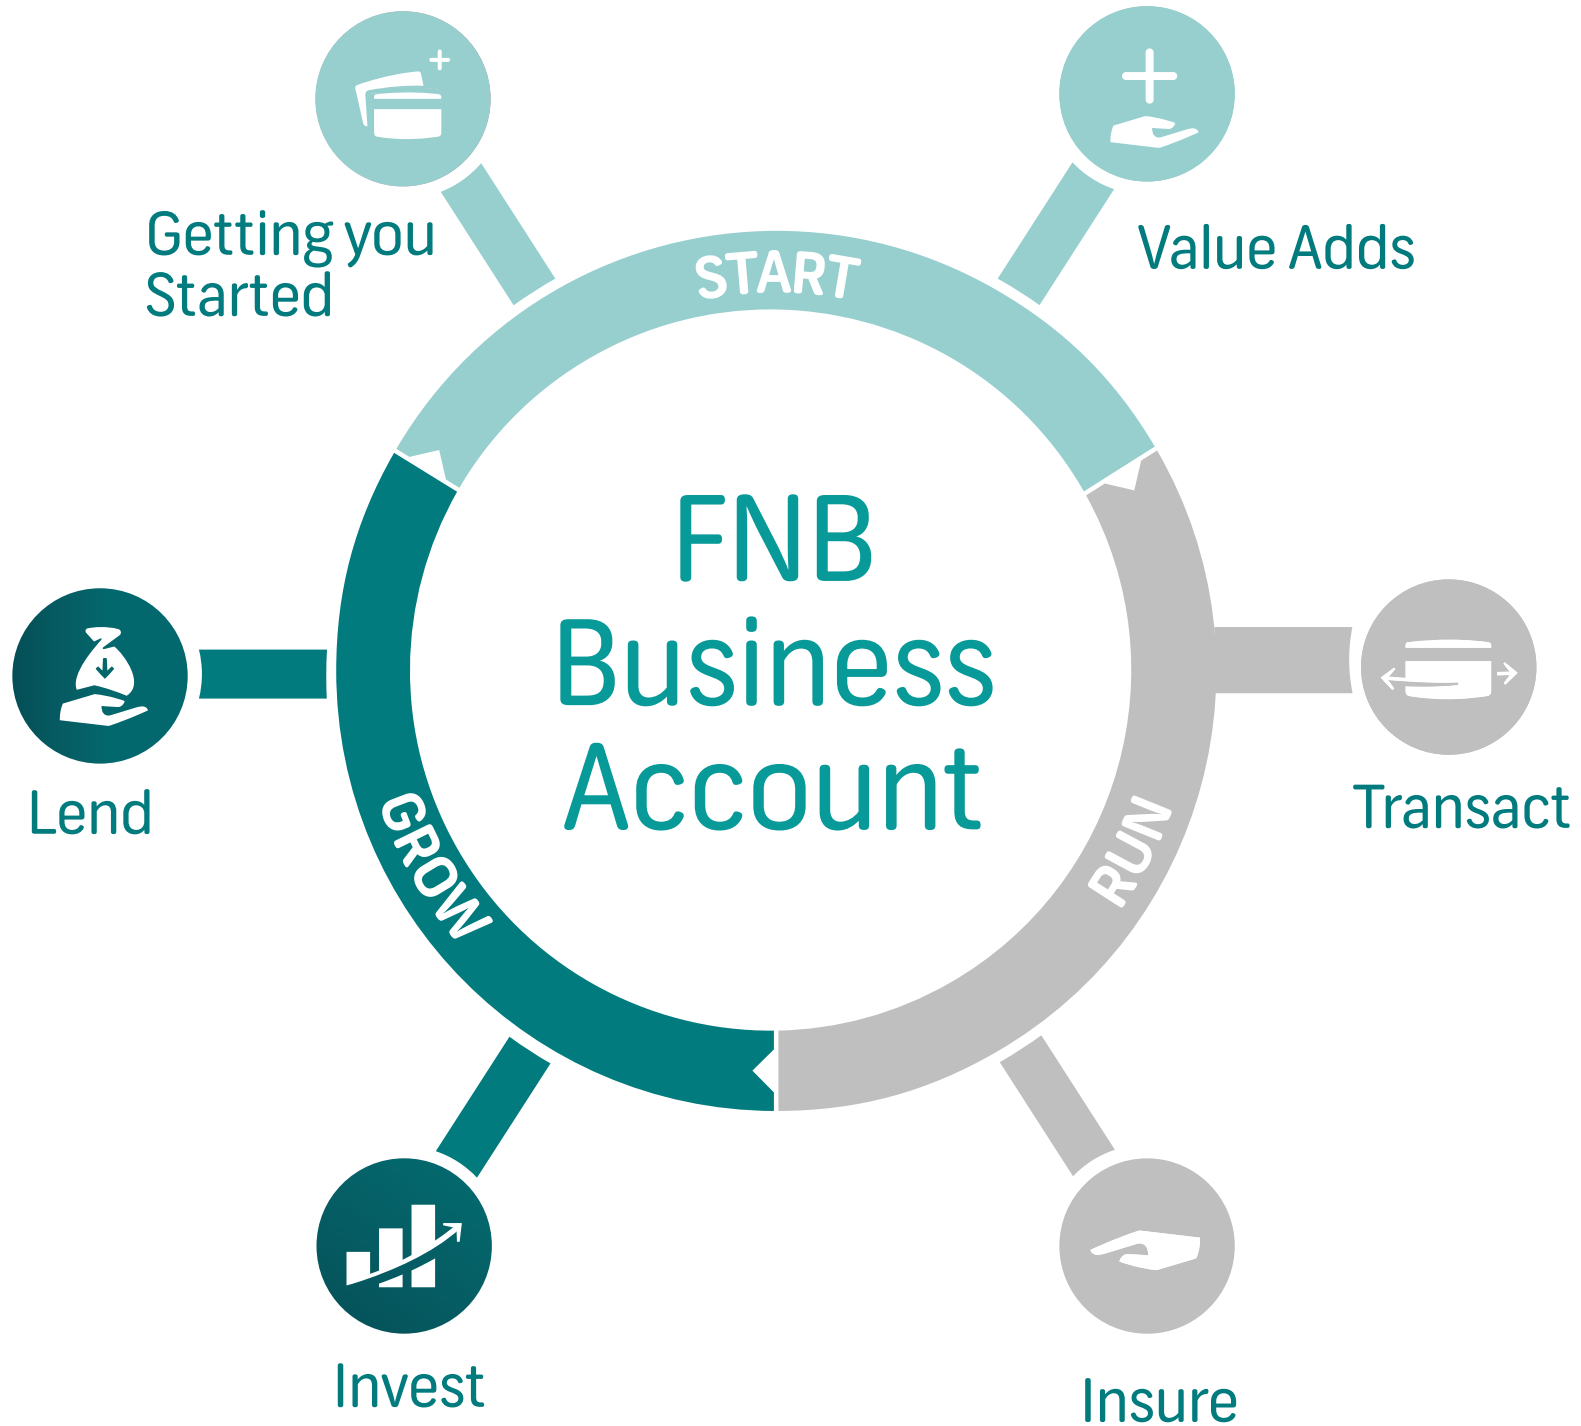 Getting you
Started
Value Adds
START
FNB
Business
Account
Lend
Transact
GROW
RUN
Invest
Insure